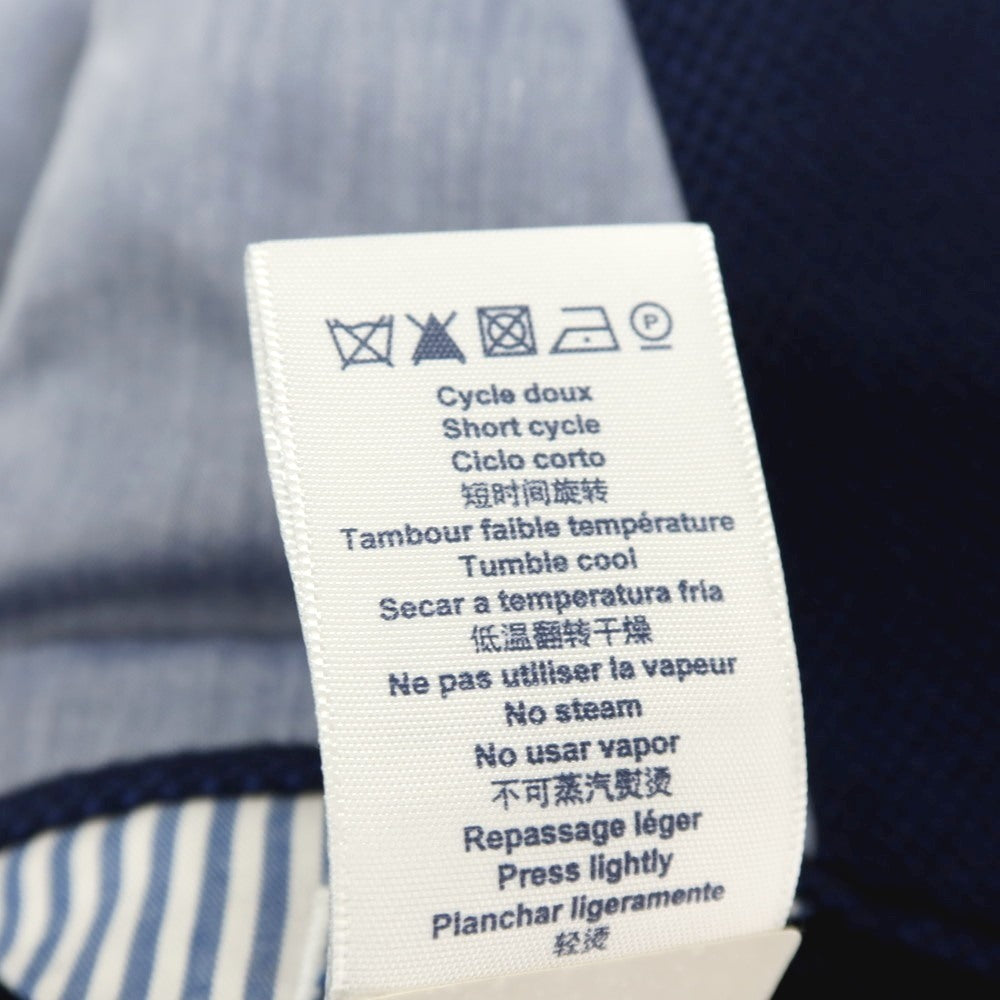 P
Cycle doux
Short cycle
Ciclo corto
短时间旋转
Tambour faible température
Tumble cool
Secar a temperatura fria
低温翻转干燥
Ne pas utiliser la vapeur
No steam
No usar vapor
不可蒸汽熨烫
Repassage léger
Press lightly
Planchar ligeramente
轻烫